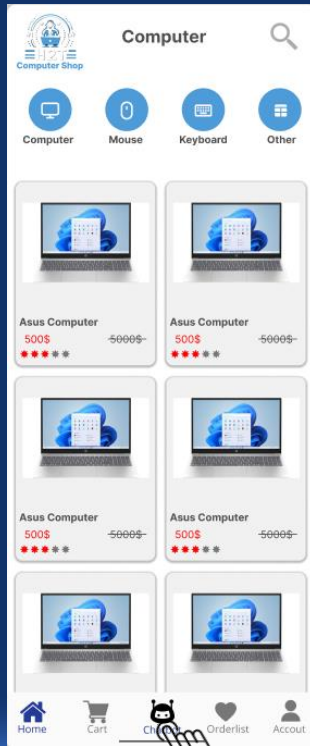 Computer
H2T
Computer Shop
Computer Mouse Keyboard Other
Asus Computer Asus Computer
500$ 5000$ 500$ 5000$
Asus Computer Asus Computer
500$ 5000$ 500$ 5000$
Home Cart Orderlist Accout